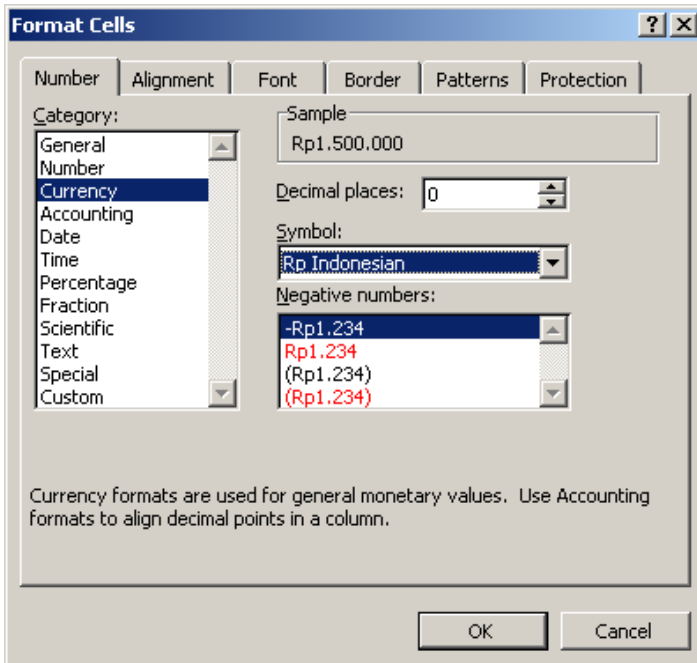 Format Cells
Number Alignment Font Border Patterns Protection
Category:
General
Number
Currency
Accounting
Date
Time
Percentage
Fraction
Scientific
Text
Special
Custom
Sample
Rp1.500.000
Decimal places: 0
Symbol:
Rp Indonesian
Negative numbers:
-Rp1.234
Rp1.234
(Rp1.234)
(Rp1.234)
Currency formats are used for general monetary values. Use Accounting
formats to align decimal points in a column.
OK Cancel